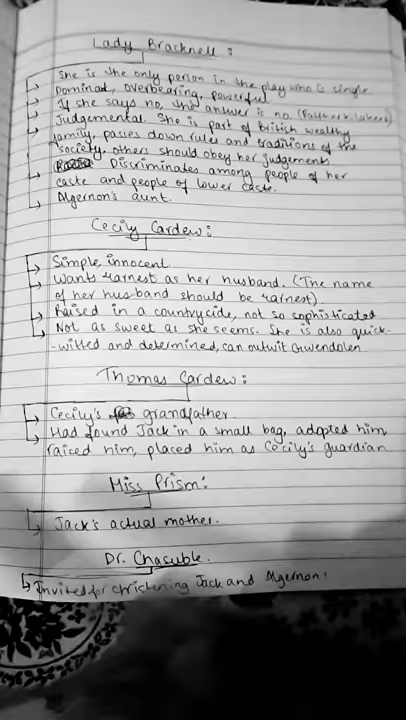 Lady Bracknell :
She is the only person in the play who is single
Dominad, overbearing, powerful
If she says no, the answer is no.
Judgemental. She is part of british wealthy
family, passes down rules and traditions of the
society, others should obey her judgements
Discriminates among people of her
caste and people of lower caste.
Algernon's aunt.
Cecily Cardew :
Simple, innocent
Wants Earnest as her husband. (The name
of her husband should be Earnest)
Raised in a countryside, not so sophisticated
Not as sweet as she seems. She is also quick-
-witted and determined, can outwit Gwendolen
Thomas Cardew :
Cecily's grandfather.
Had found Jack in a small bag, adopted him,
raiced him, placed him as Cecily's guardian
Miss Prism :
Jack's actual mother.
Dr. Chasuble.
Invited for christening Jack and Algernon